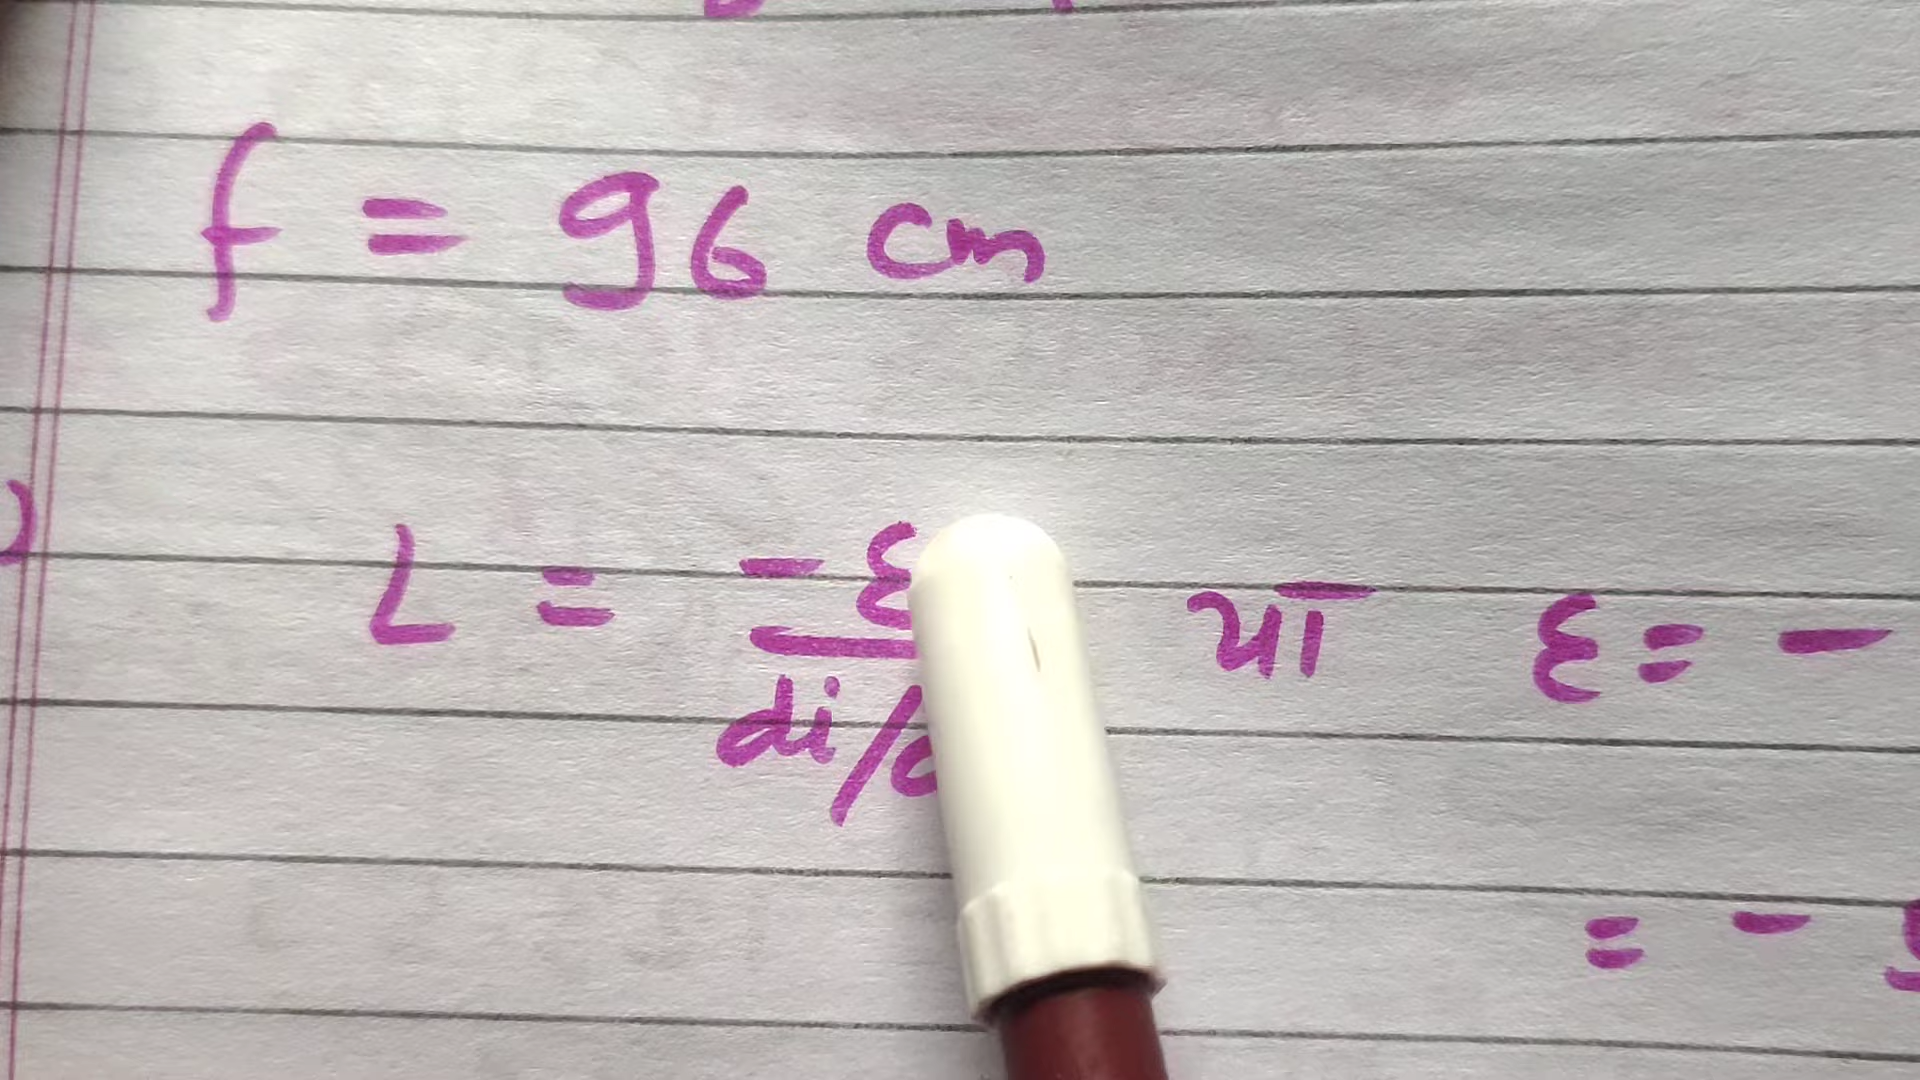 f = 96 cm
L = -ε / di/ या ε = -
= -